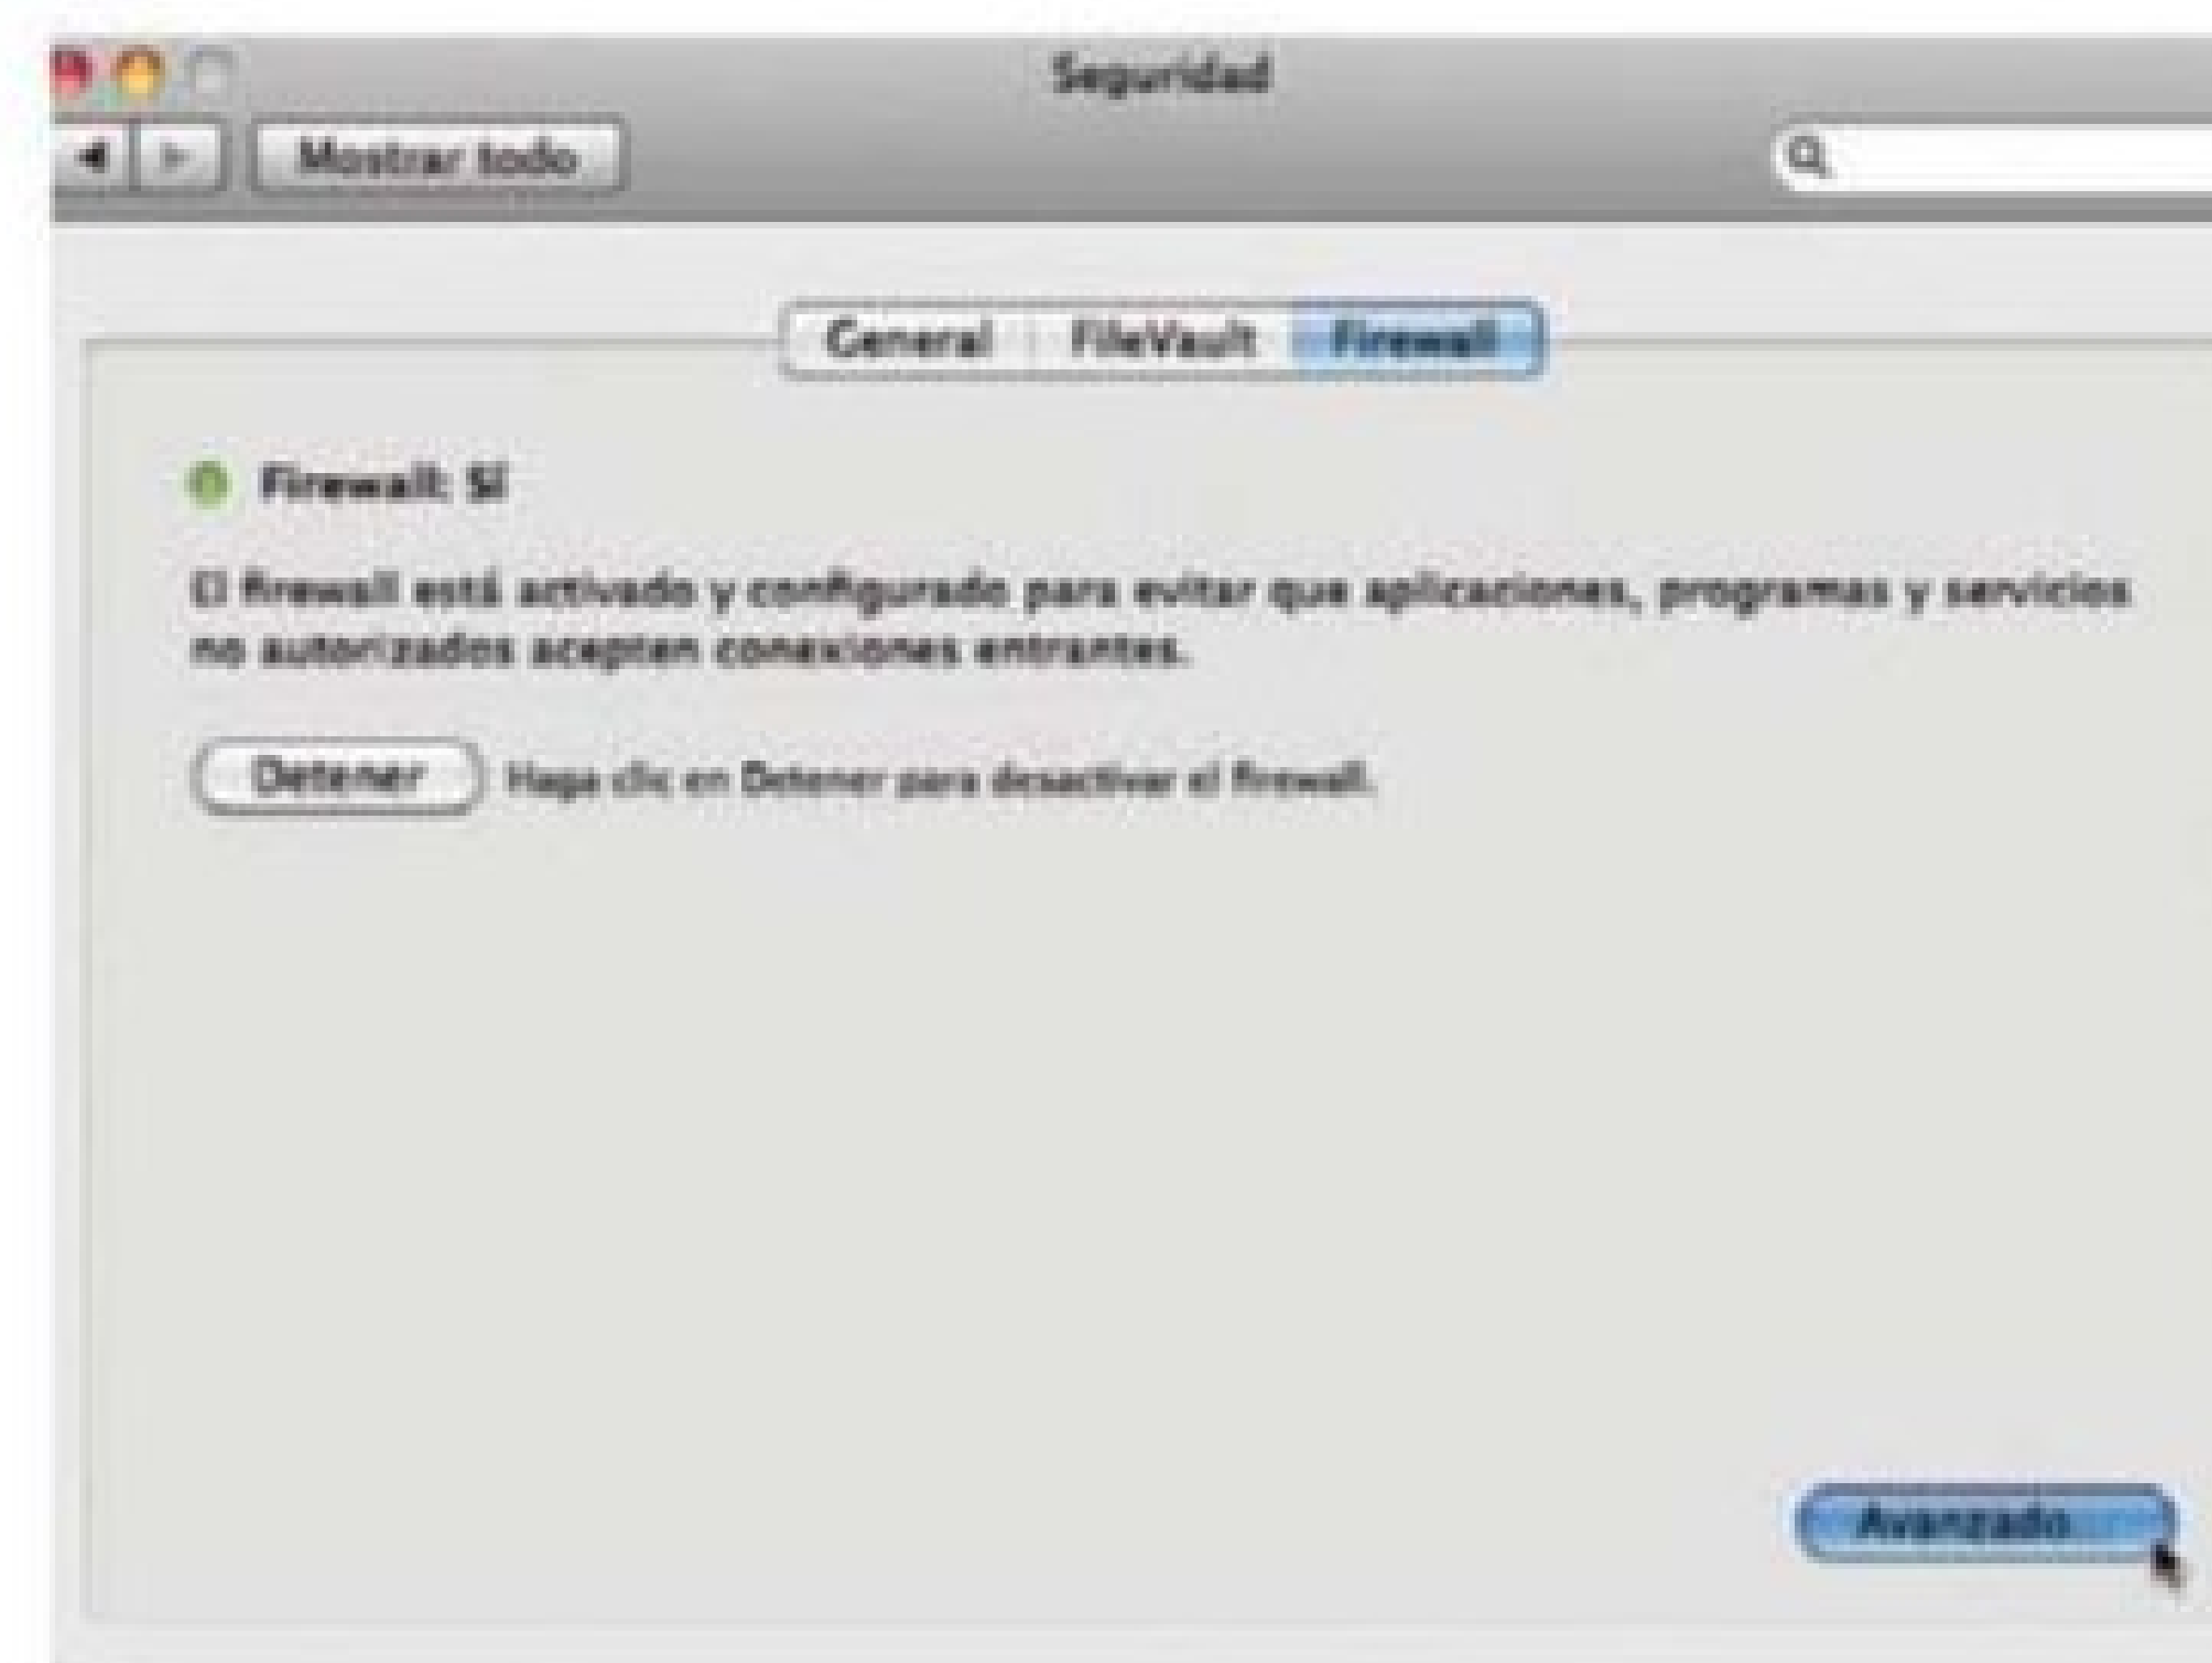 Seguridad
Mostrar todo
General FileVault Firewall
Firewall: Sí
El firewall está activado y configurado para evitar que aplicaciones, programas y servicios
no autorizados acepten conexiones entrantes.
Detener Haga clic en Detener para desactivar el firewall.
Avanzado